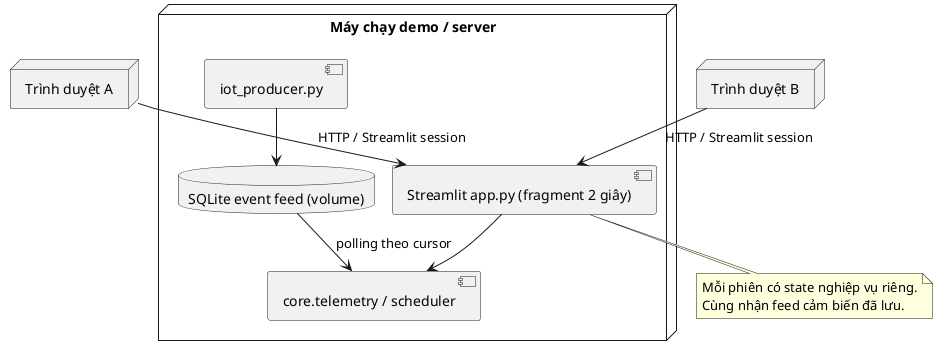 Máy chạy demo / server
Trình duyệt A
iot_producer.py
Trình duyệt B
HTTP / Streamlit session
HTTP / Streamlit session
SQLite event feed (volume)
Streamlit app.py (fragment 2 giây)
polling theo cursor
core.telemetry / scheduler
Mỗi phiên có state nghiệp vụ riêng.
Cùng nhận feed cảm biến đã lưu.